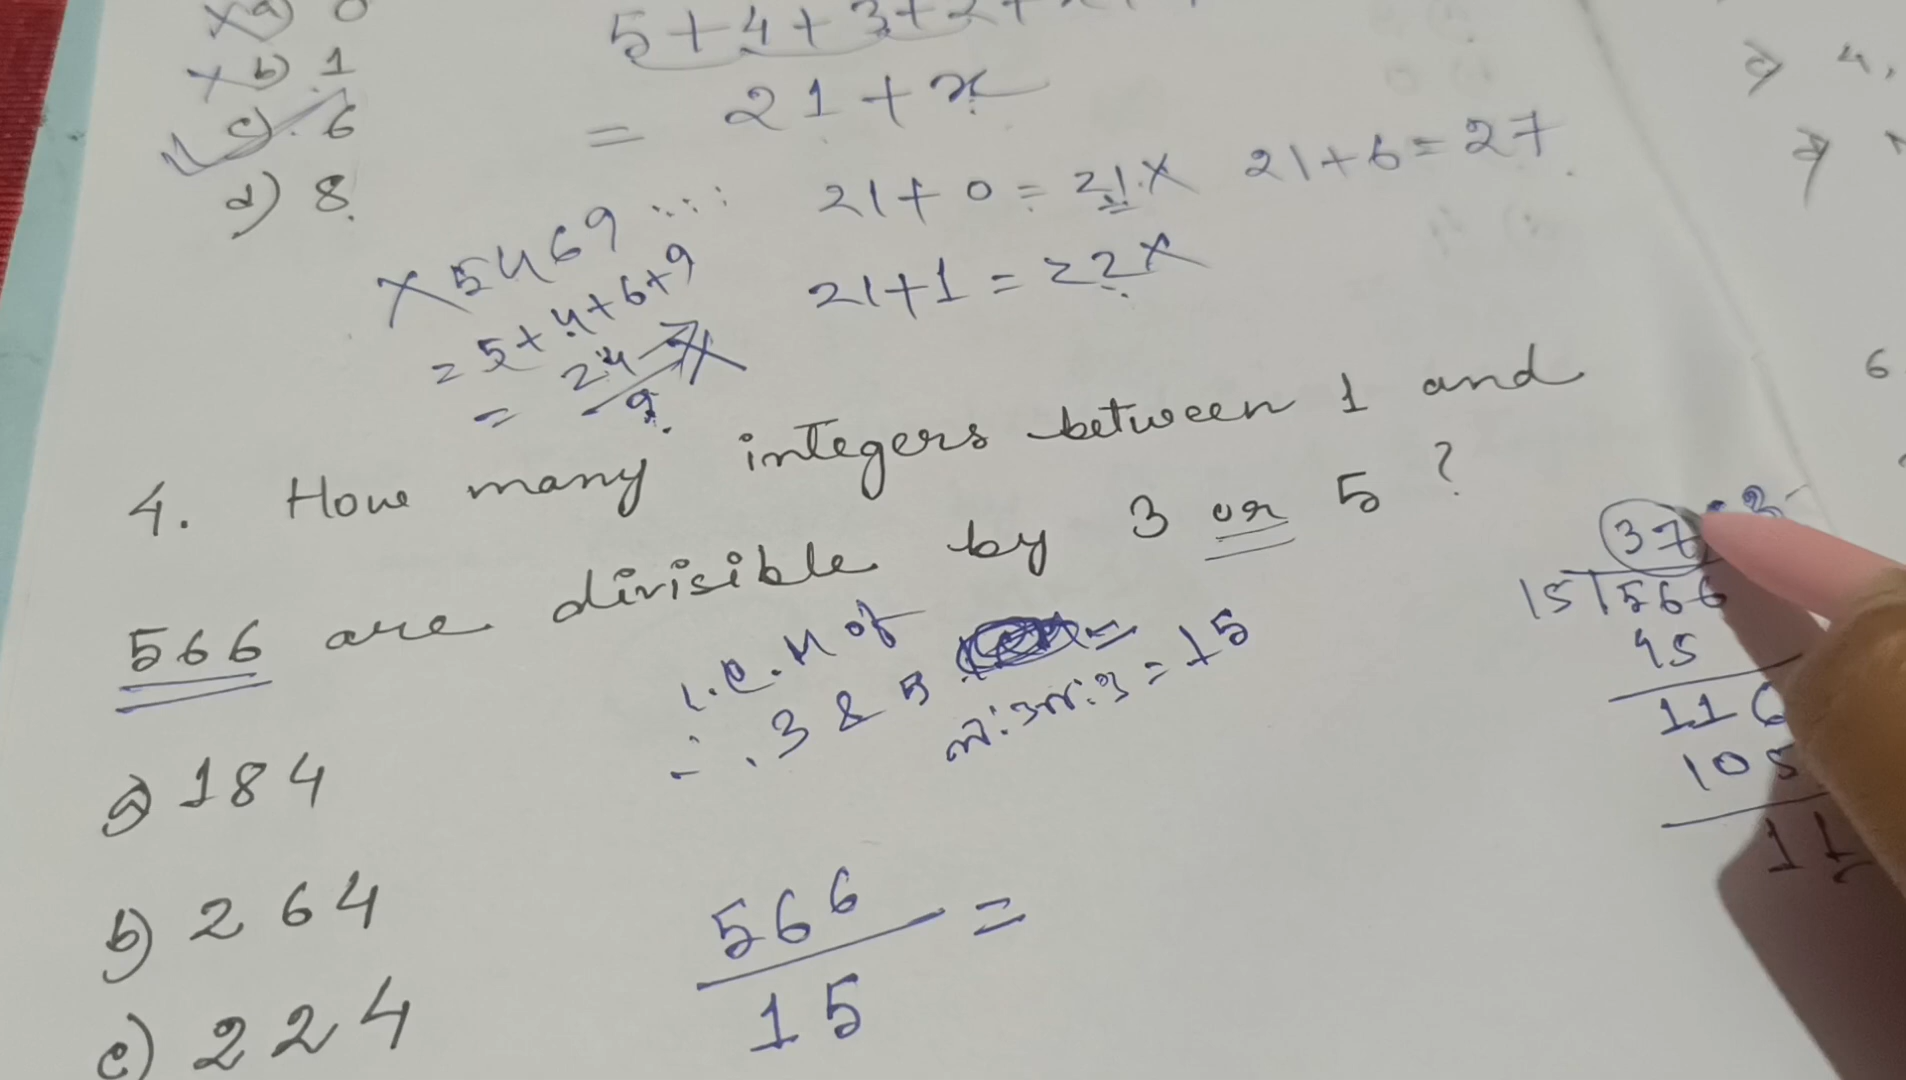 a) 0
b) 1
c) 6
d) 8
5+4+3+2+
= 21 + x
21+0 = 21 x 21+6=27
21+1 = 22 x
x 5469
= 5+4+6+9
= 24/9 x
4. How many integers between 1 and
566 are divisible by 3 or 5 ?
L.C.M of
3 & 5
= 15
a) 184
b) 264
c) 224
566/15 =
37
15)566
45
116
105
11
4,
6